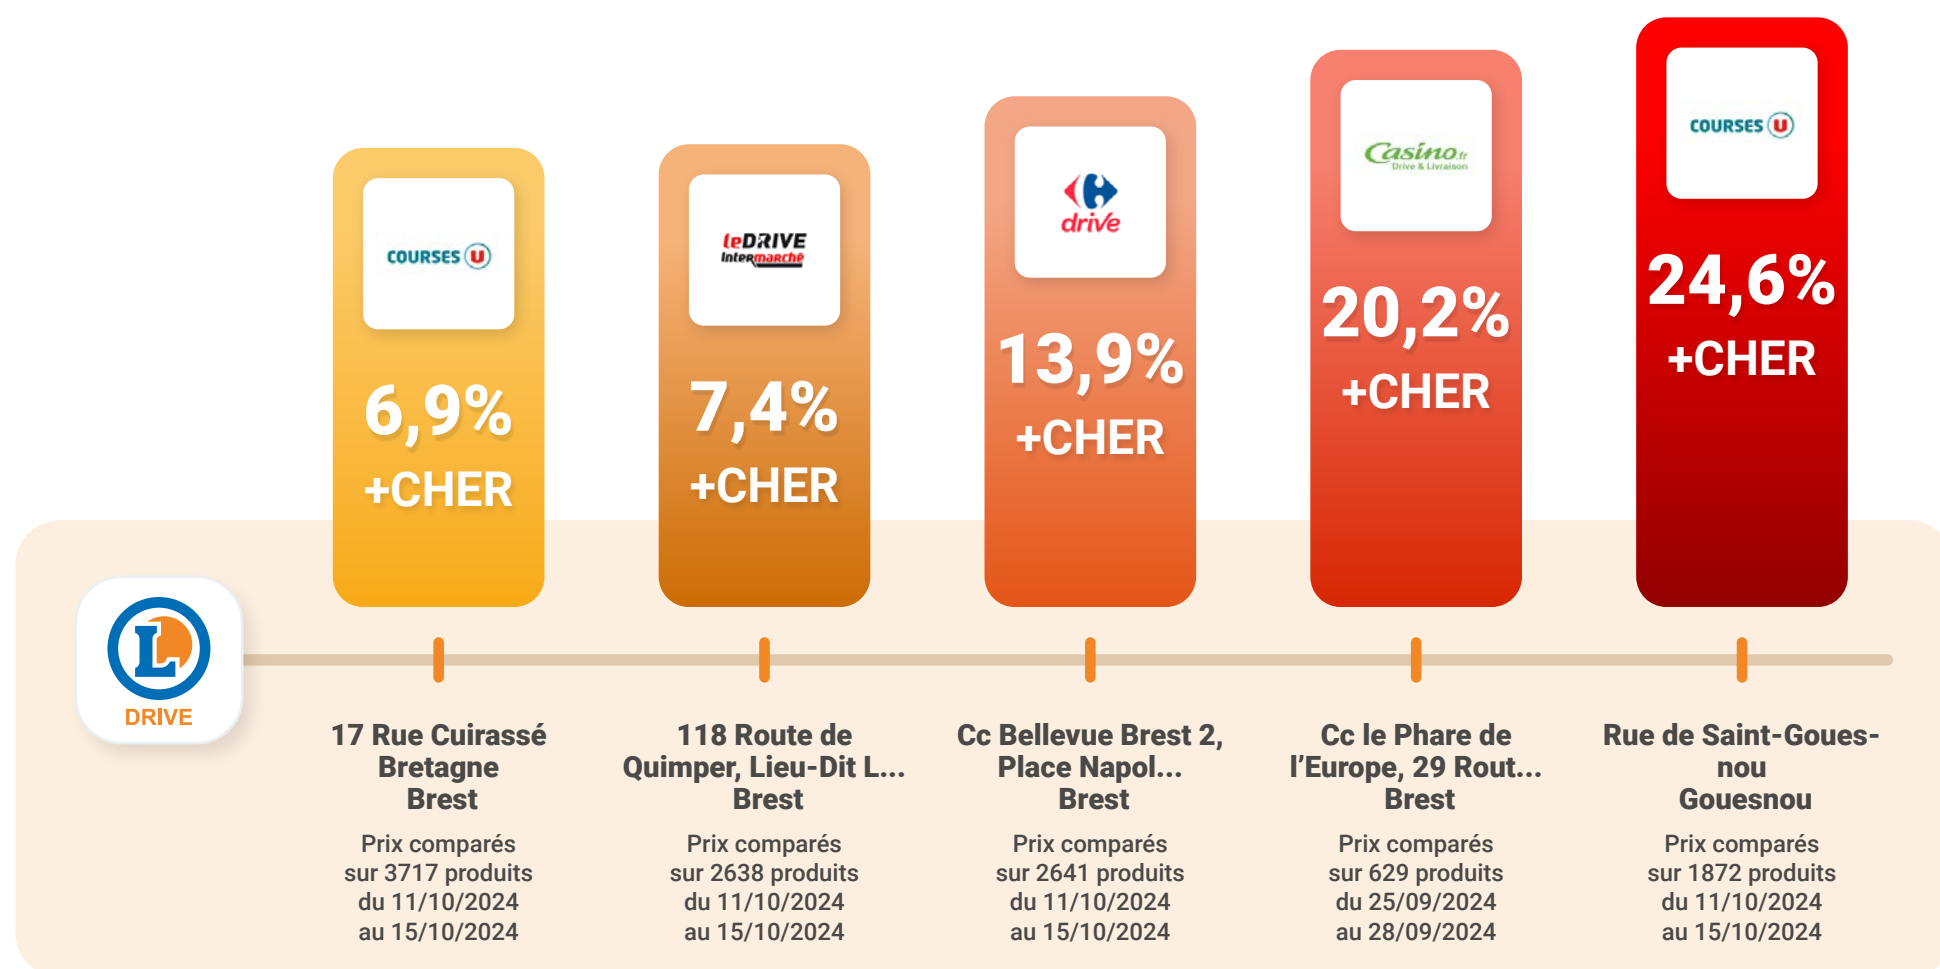 COURSES U
6,9%
+CHER
leDRIVE
Intermarché
7,4%
+CHER
drive
13,9%
+CHER
Casino.fr
Drive & Livraison
20,2%
+CHER
COURSES U
24,6%
+CHER
L
DRIVE
17 Rue Cuirassé
Bretagne
Brest
Prix comparés
sur 3717 produits
du 11/10/2024
au 15/10/2024
118 Route de
Quimper, Lieu-Dit L...
Brest
Prix comparés
sur 2638 produits
du 11/10/2024
au 15/10/2024
Cc Bellevue Brest 2,
Place Napol...
Brest
Prix comparés
sur 2641 produits
du 11/10/2024
au 15/10/2024
Cc le Phare de
l'Europe, 29 Rout...
Brest
Prix comparés
sur 629 produits
du 25/09/2024
au 28/09/2024
Rue de Saint-Goues-
nou
Gouesnou
Prix comparés
sur 1872 produits
du 11/10/2024
au 15/10/2024